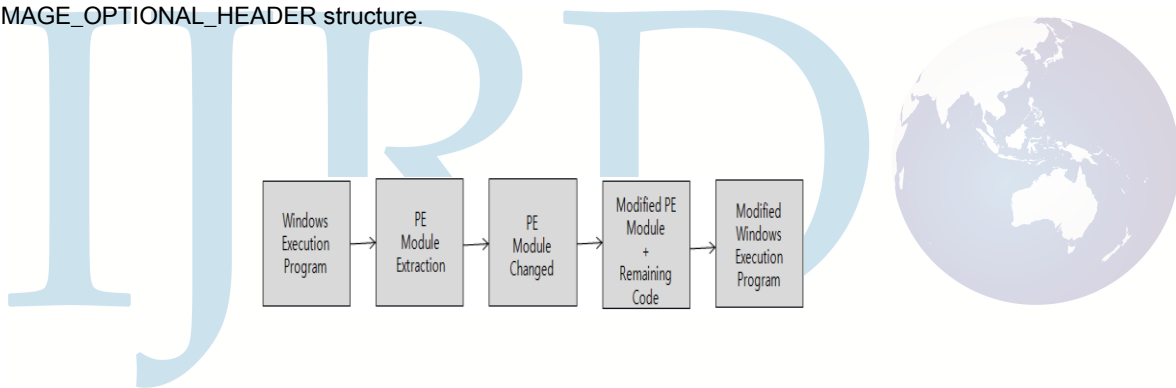 MAGE_OPTIONAL_HEADER structure.
IJRD
Windows
Execution
Program
PE
Module
Extraction
PE
Module
Changed
Modified PE
Module
+
Remaining
Code
Modified
Windows
Execution
Program